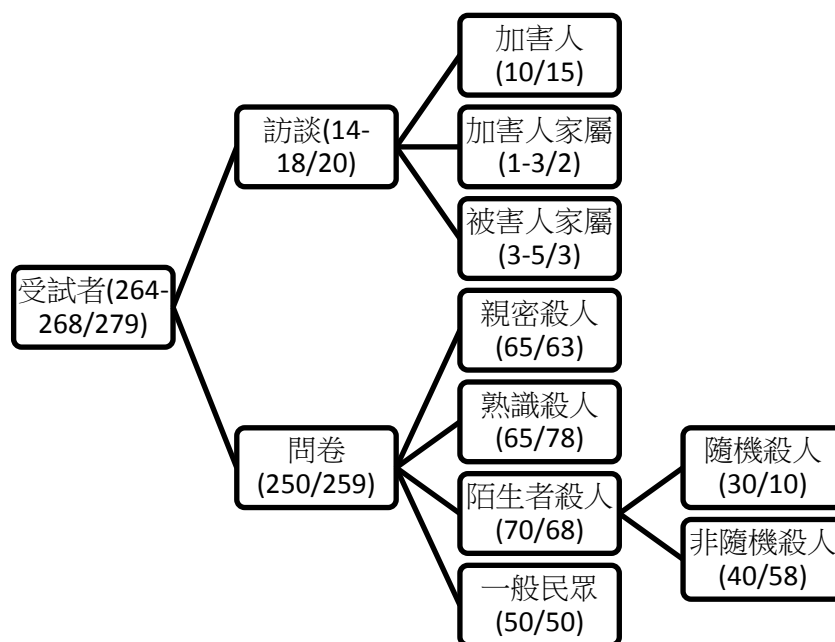 受試者(264-
268/279)
訪談(14-
18/20)
加害人
(10/15)
加害人家屬
(1-3/2)
被害人家屬
(3-5/3)
問卷
(250/259)
親密殺人
(65/63)
熟識殺人
(65/78)
陌生者殺人
(70/68)
隨機殺人
(30/10)
非隨機殺人
(40/58)
一般民眾
(50/50)